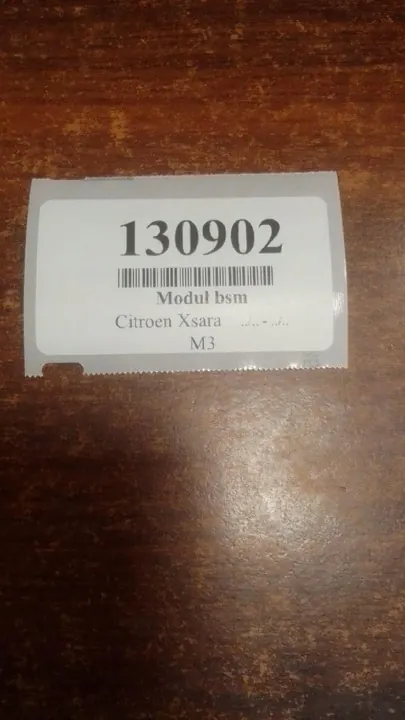 130902
Moduł bsm
Citroen Xsara ../.. - ../..
M3